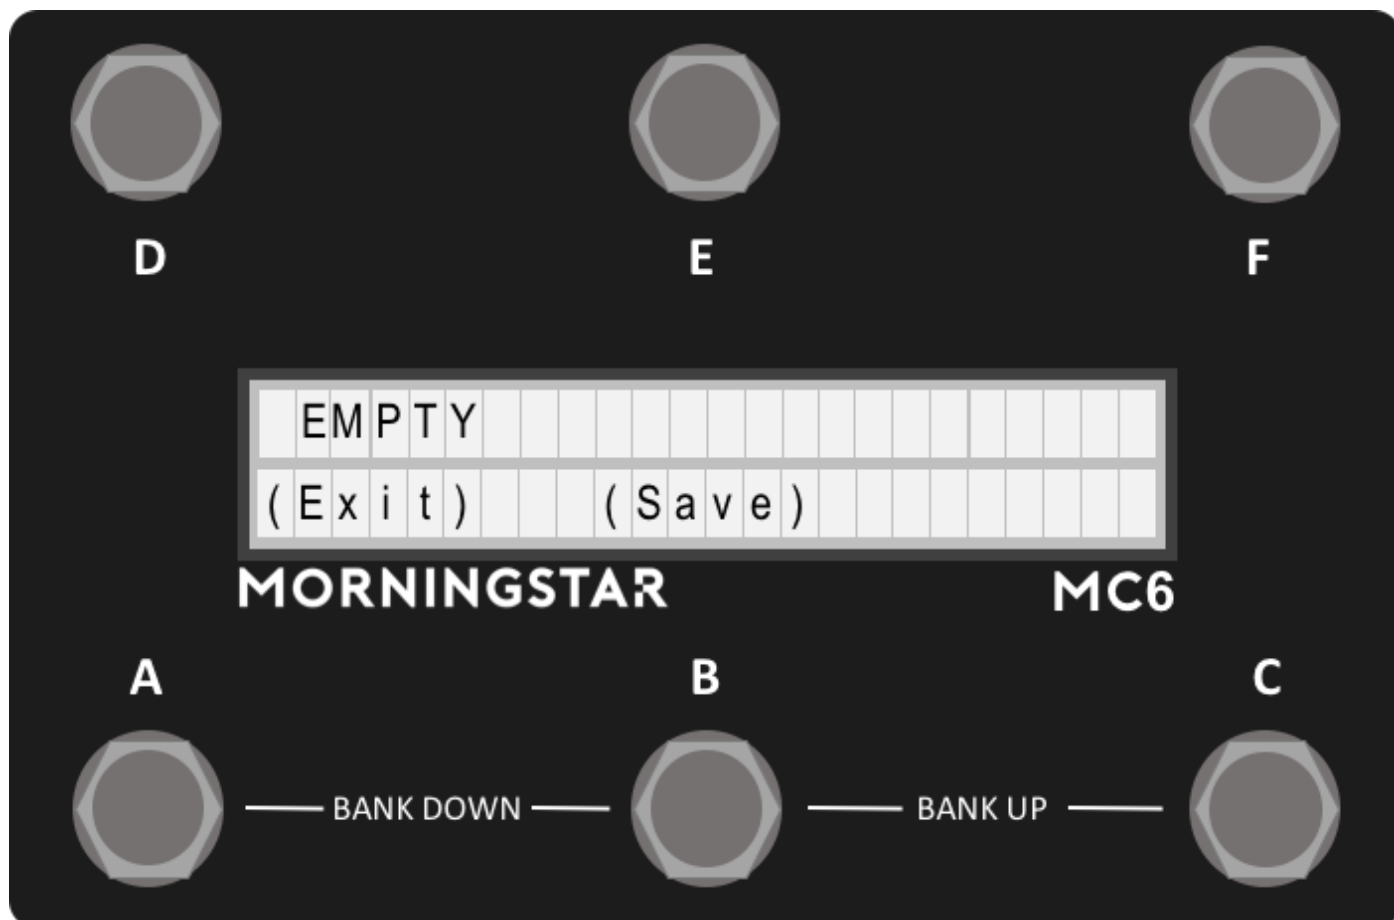 D E F
EMPTY
(Exit) (Save)
MORNINGSTAR MC6
A B C
BANK DOWN BANK UP